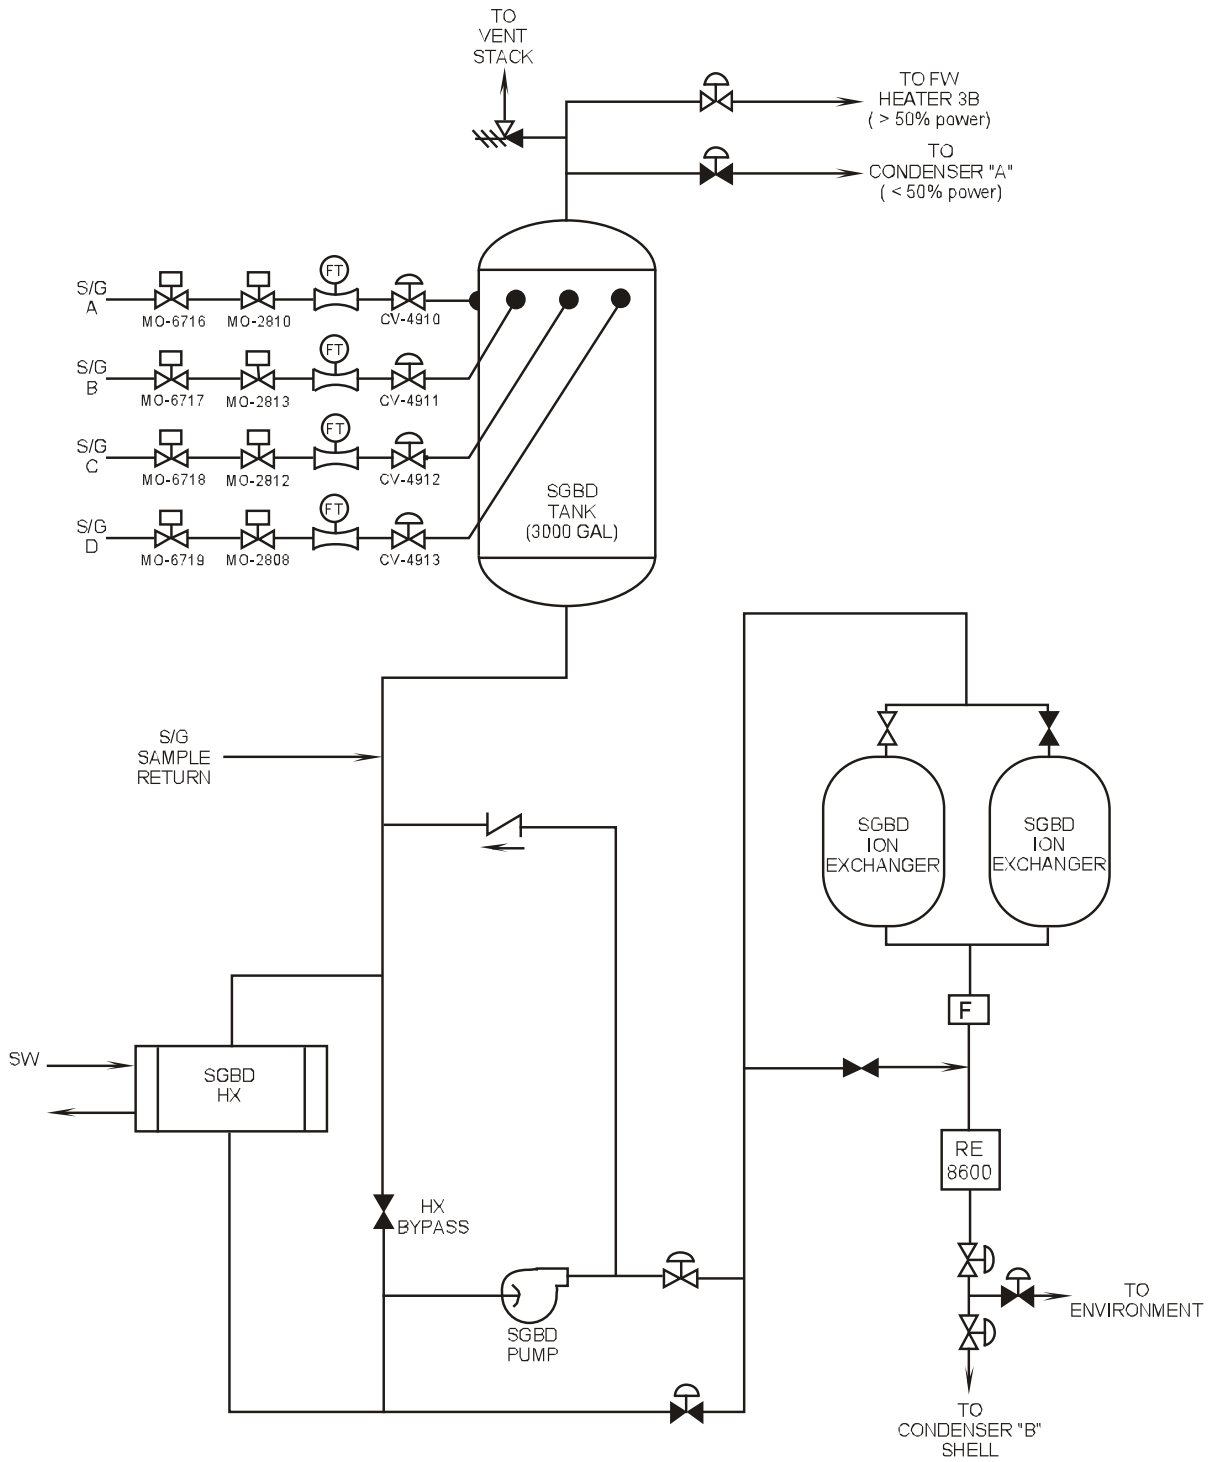 TO
VENT
STACK
TO FW
HEATER 3B
( > 50% power)
TO
CONDENSER "A"
( < 50% power)
S/G
A
MO-6716
MO-2810
FT
CV-4910
S/G
B
MO-6717
MO-2813
FT
CV-4911
S/G
C
MO-6718
MO-2812
FT
CV-4912
S/G
D
MO-6719
MO-2808
FT
CV-4913
SGBD
TANK
(3000 GAL)
S/G
SAMPLE
RETURN
SGBD
ION
EXCHANGER
SGBD
ION
EXCHANGER
F
SW
SGBD
HX
RE
8600
HX
BYPASS
SGBD
PUMP
TO
ENVIRONMENT
TO
CONDENSER "B"
SHELL